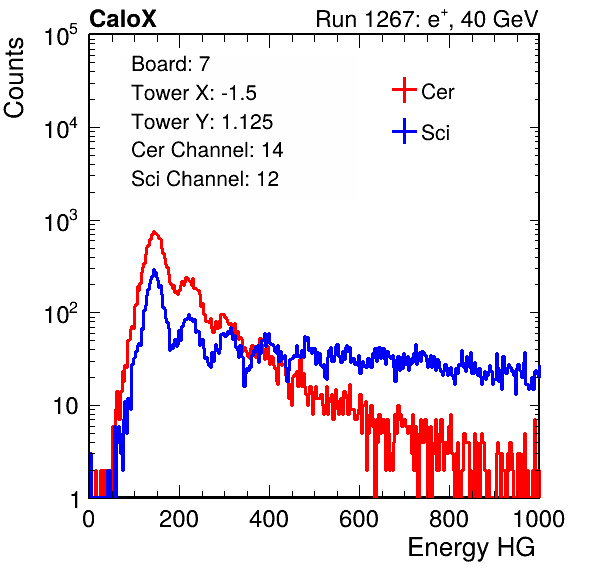 CaloX Run 1267: e+, 40 GeV
Counts
Board: 7
Tower X: -1.5
Tower Y: 1.125
Cer Channel: 14
Sci Channel: 12
Cer
Sci
10^5
10^4
10^3
10^2
10
1
0 200 400 600 800 1000
Energy HG